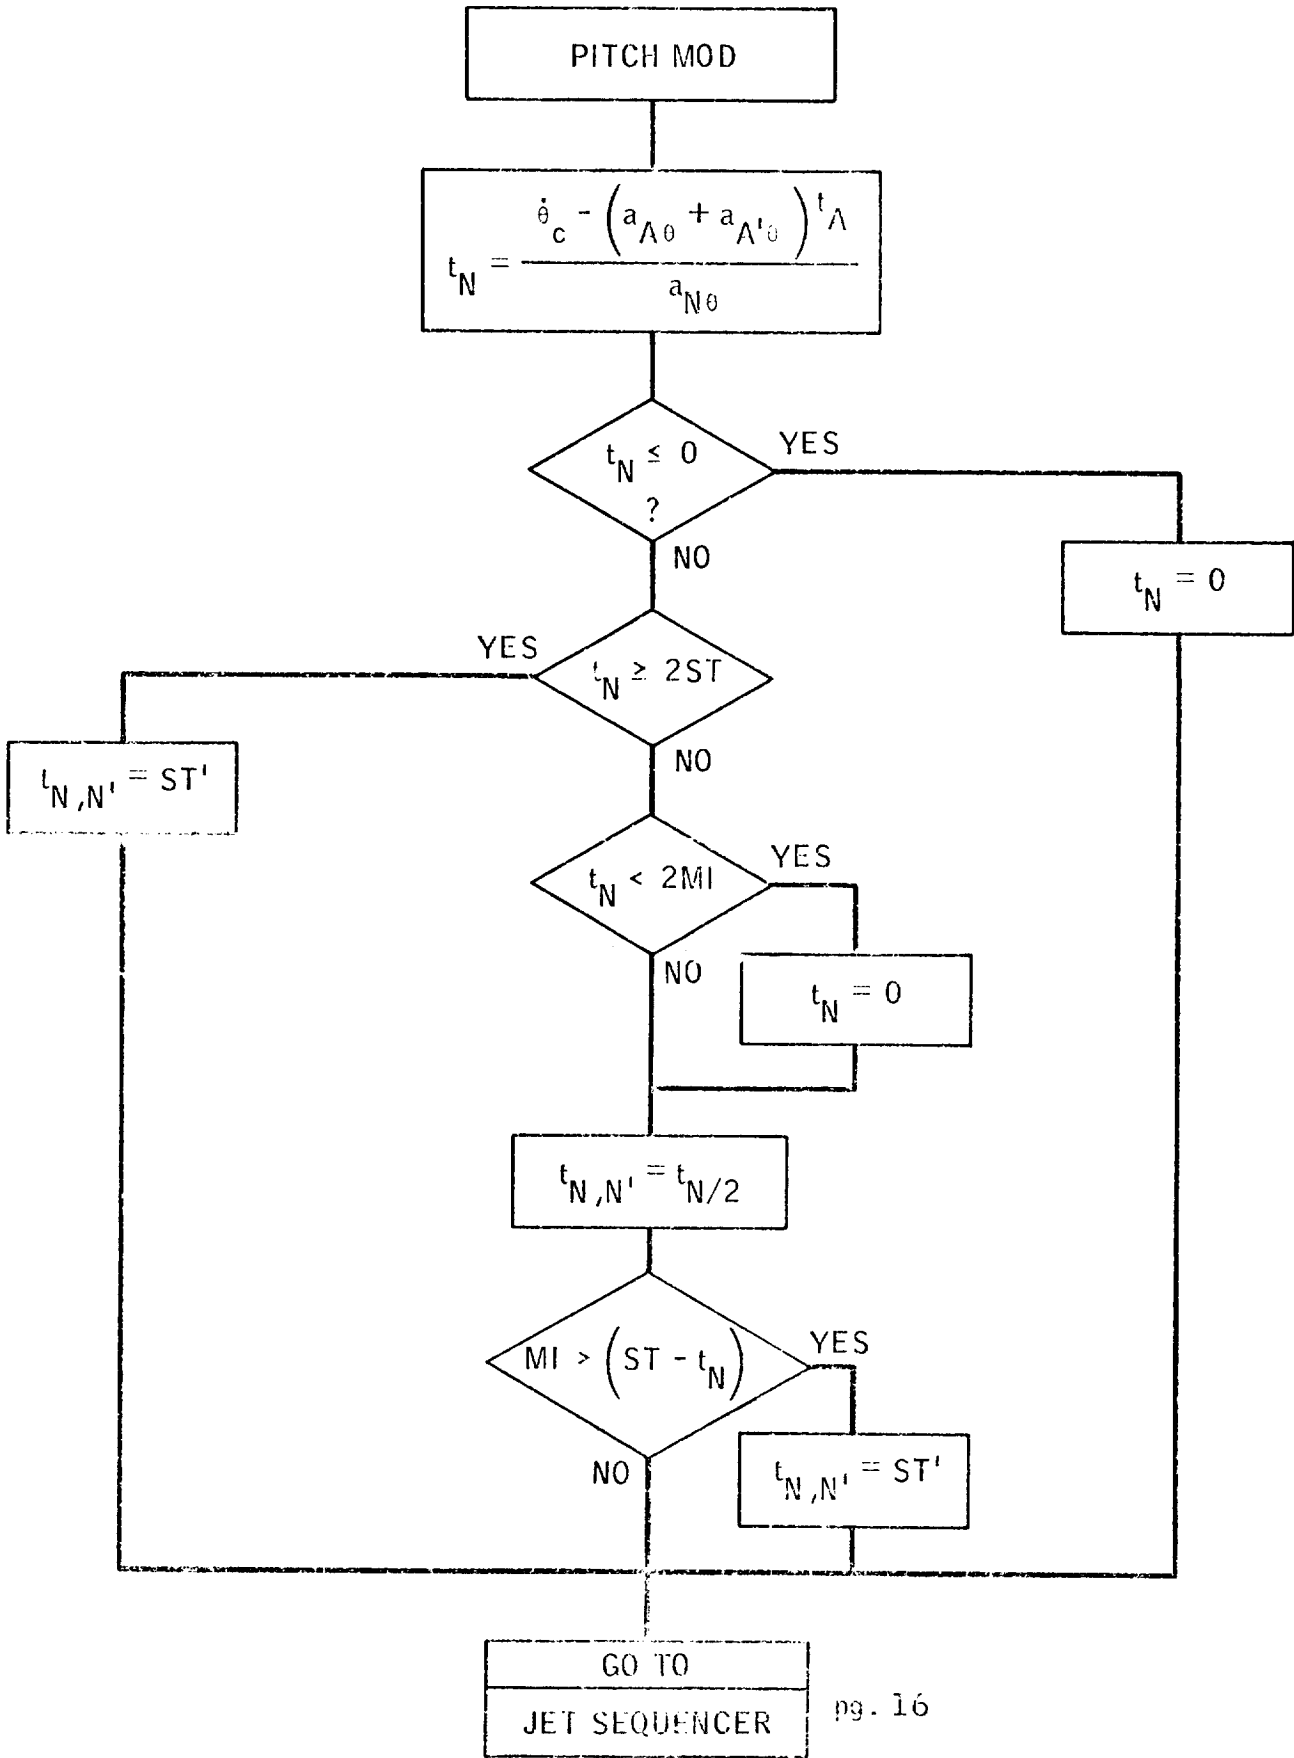 PITCH MOD
t_N = (θ̇_c - (a_Aθ + a_A'θ) t_A) / a_Nθ
t_N ≤ 0
?
YES
NO
t_N = 0
YES
t_N ≥ 2ST
NO
t_N,N' = ST'
t_N < 2MI
YES
NO
t_N = 0
t_N,N' = t_N/2
MI > (ST - t_N)
YES
NO
t_N,N' = ST'
GO TO
JET SEQUENCER
pg. 16